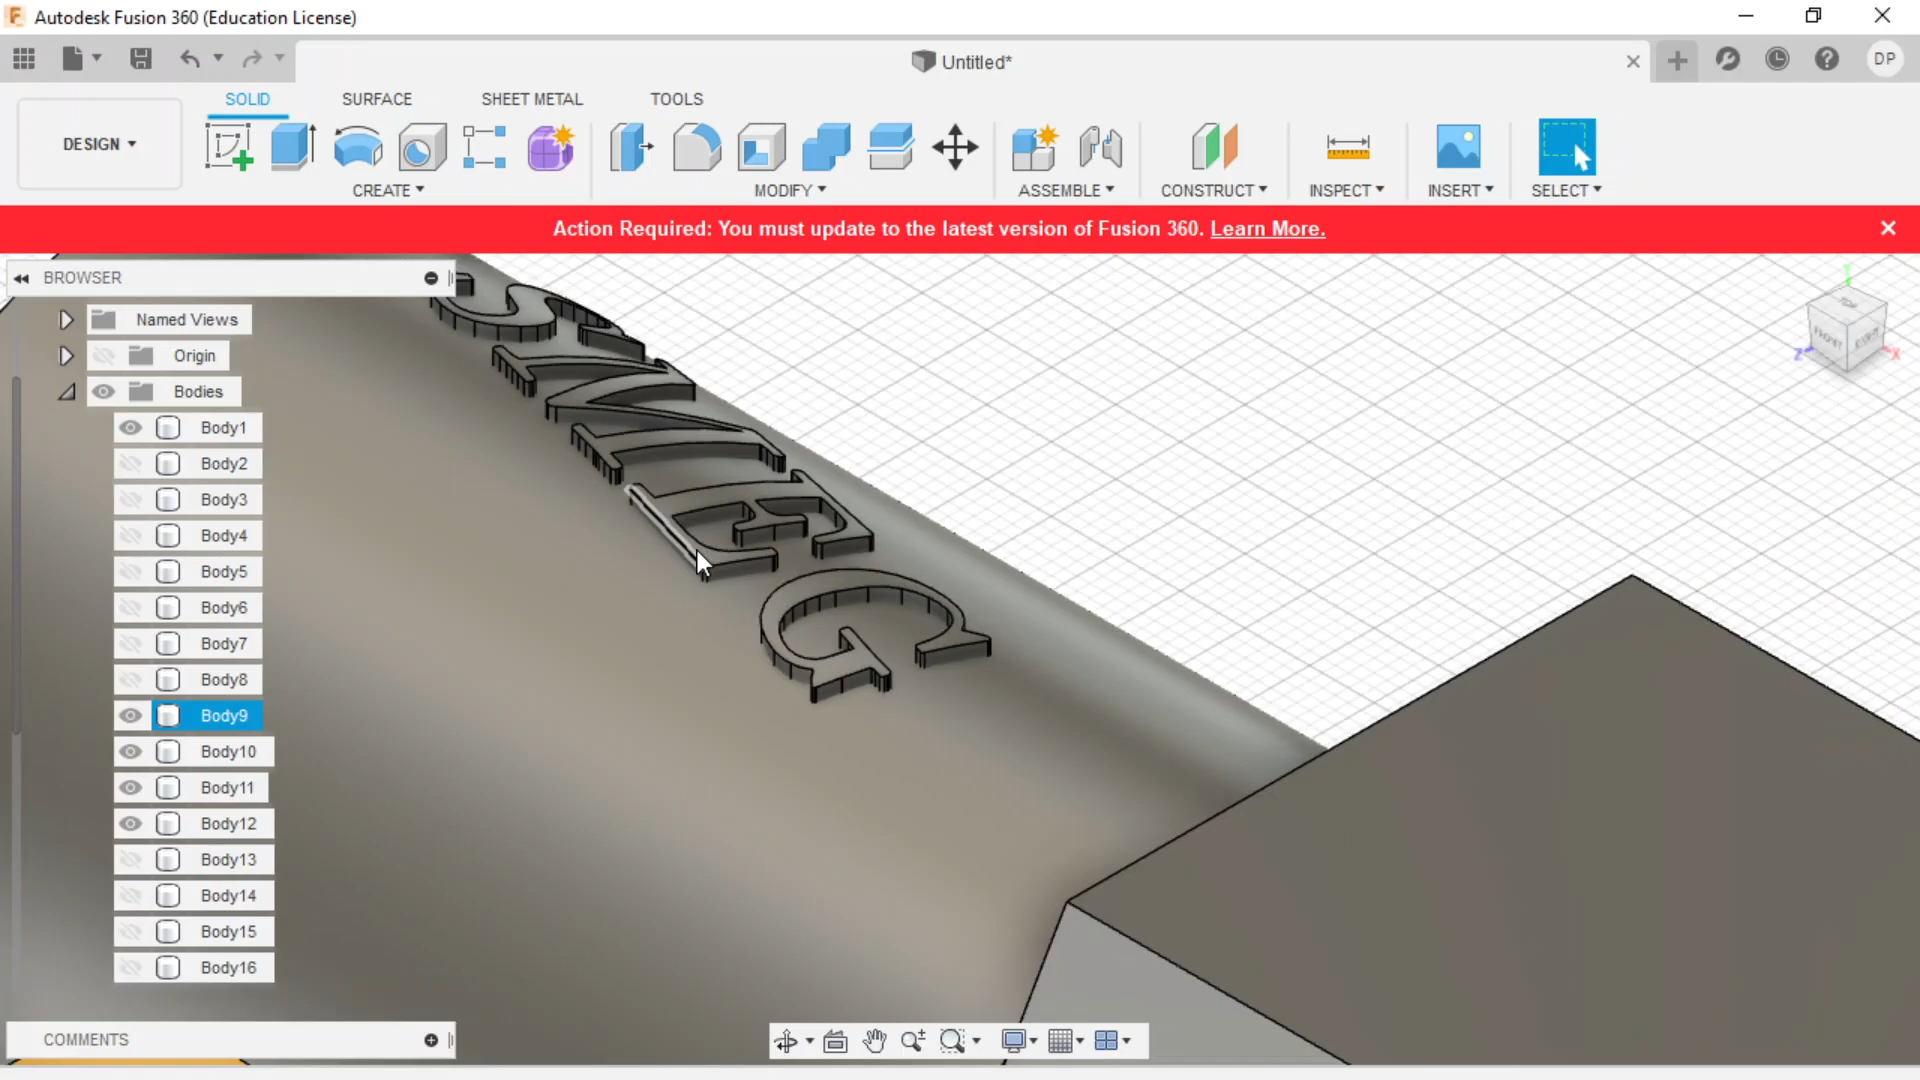 Autodesk Fusion 360 (Education License)
Untitled*
DP
DESIGN
SOLID
SURFACE
SHEET METAL
TOOLS
CREATE
MODIFY
ASSEMBLE
CONSTRUCT
INSPECT
INSERT
SELECT
Action Required: You must update to the latest version of Fusion 360. Learn More.
BROWSER
Named Views
Origin
Bodies
Body1
Body2
Body3
Body4
Body5
Body6
Body7
Body8
Body9
Body10
Body11
Body12
Body13
Body14
Body15
Body16
TOP
FRONT
Z
X
G
COMMENTS